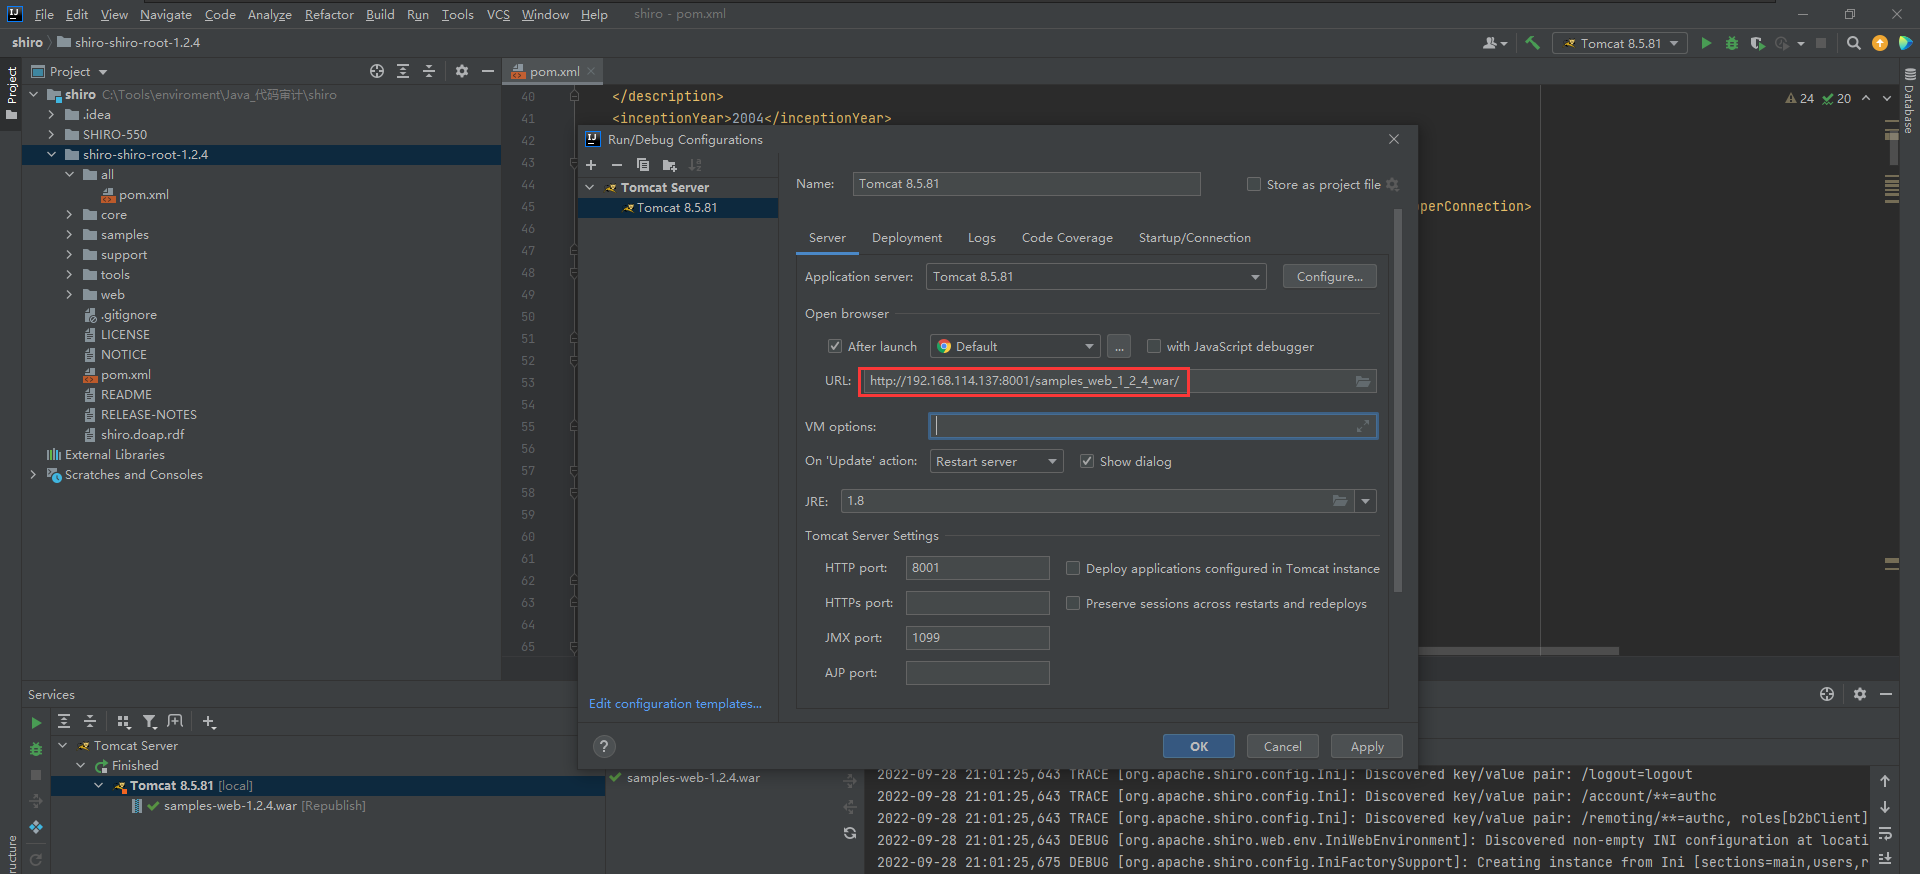 File Edit View Navigate Code Analyze Refactor Build Run Tools VCS Window Help shiro - pom.xml
shiro shiro-shiro-root-1.2.4 Tomcat 8.5.81
Project
Project
shiro C:\Tools\enviroment\Java_代码审计\shiro
.idea
SHIRO-550
shiro-shiro-root-1.2.4
all
pom.xml
core
samples
support
tools
web
.gitignore
LICENSE
NOTICE
pom.xml
README
RELEASE-NOTES
shiro.doap.rdf
External Libraries
Scratches and Consoles
pom.xml
40 </description>
41 <inceptionYear>2004</inceptionYear>
42
43
44
45 perConnection>
46
47
48
49
50
51
52
53
54
55
56
57
58
59
60
61
62
63
64
65
24 20
Database
Run/Debug Configurations
Tomcat Server
Tomcat 8.5.81
Name: Tomcat 8.5.81 Store as project file
Server Deployment Logs Code Coverage Startup/Connection
Application server: Tomcat 8.5.81 Configure...
Open browser
After launch Default ... with JavaScript debugger
URL: http://192.168.114.137:8001/samples_web_1_2_4_war/
VM options:
On 'Update' action: Restart server Show dialog
JRE: 1.8
Tomcat Server Settings
HTTP port: 8001 Deploy applications configured in Tomcat instance
HTTPs port: Preserve sessions across restarts and redeploys
JMX port: 1099
AJP port:
Edit configuration templates...
? OK Cancel Apply
Services
Tomcat Server
Finished
Tomcat 8.5.81 [local]
samples-web-1.2.4.war [Republish]
samples-web-1.2.4.war
2022-09-28 21:01:25,643 TRACE [org.apache.shiro.config.Ini]: Discovered key/value pair: /logout=logout
2022-09-28 21:01:25,643 TRACE [org.apache.shiro.config.Ini]: Discovered key/value pair: /account/**=authc
2022-09-28 21:01:25,643 TRACE [org.apache.shiro.config.Ini]: Discovered key/value pair: /remoting/**=authc, roles[b2bClient]
2022-09-28 21:01:25,643 DEBUG [org.apache.shiro.web.env.IniWebEnvironment]: Discovered non-empty INI configuration at locati
2022-09-28 21:01:25,675 DEBUG [org.apache.shiro.config.IniFactorySupport]: Creating instance from Ini [sections=main,users,r
ructure